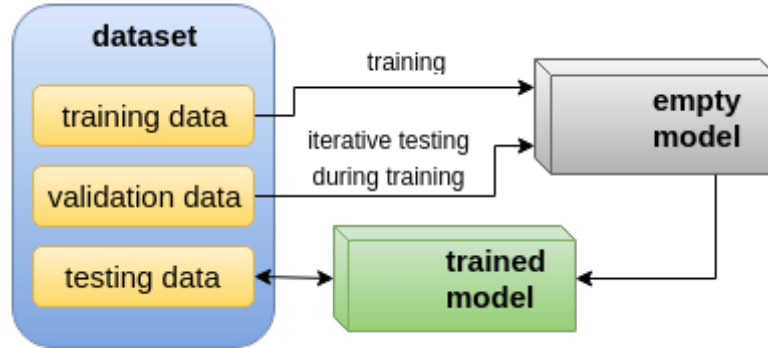 dataset
training data
validation data
testing data
training
iterative testing
during training
empty
model
trained
model